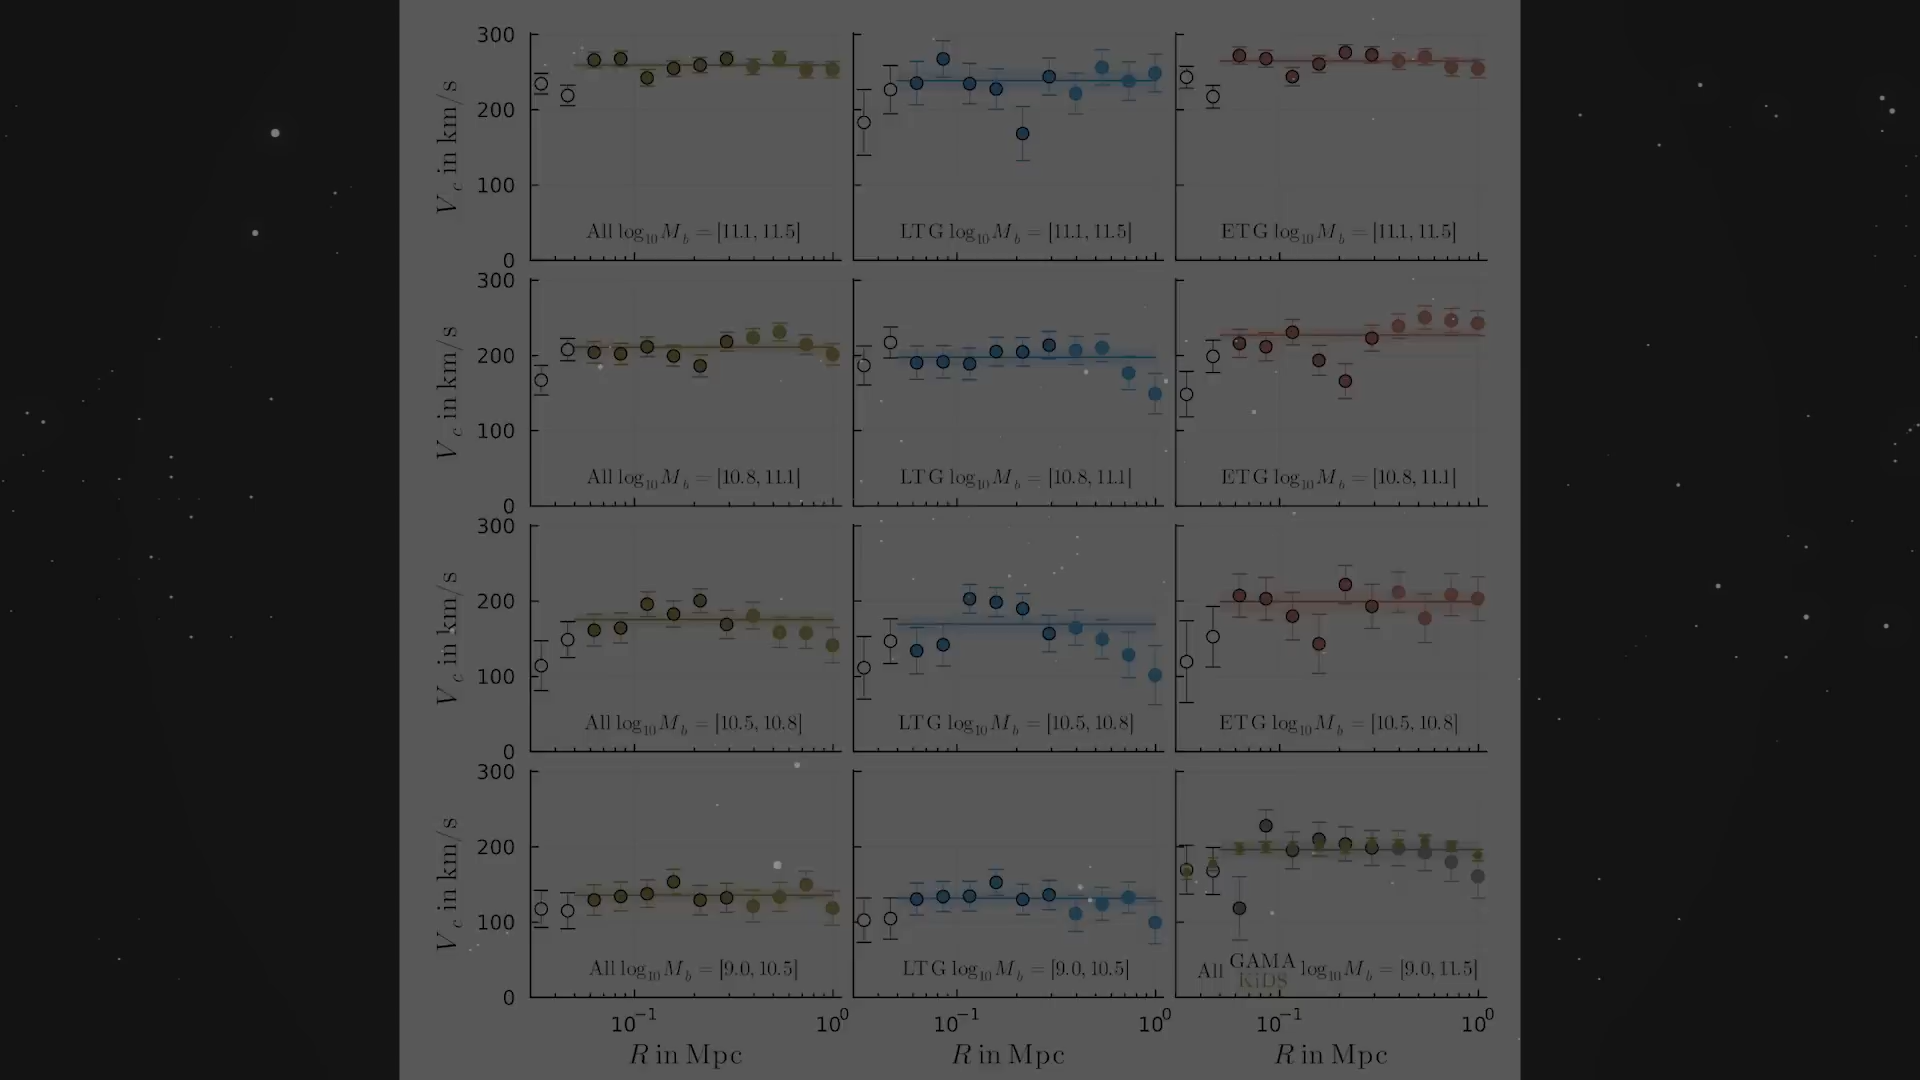 300
200
100
0
V_c in km/s
All log₁₀ M_b = [11.1, 11.5]
LTG log₁₀ M_b = [11.1, 11.5]
ETG log₁₀ M_b = [11.1, 11.5]
300
200
100
0
V_c in km/s
All log₁₀ M_b = [10.8, 11.1]
LTG log₁₀ M_b = [10.8, 11.1]
ETG log₁₀ M_b = [10.8, 11.1]
300
200
100
0
V_c in km/s
All log₁₀ M_b = [10.5, 10.8]
LTG log₁₀ M_b = [10.5, 10.8]
ETG log₁₀ M_b = [10.5, 10.8]
300
200
100
0
V_c in km/s
All log₁₀ M_b = [9.0, 10.5]
LTG log₁₀ M_b = [9.0, 10.5]
All GAMA KiDS log₁₀ M_b = [9.0, 11.5]
10⁻¹ 10⁰ 10⁻¹ 10⁰ 10⁻¹ 10⁰
R in Mpc R in Mpc R in Mpc